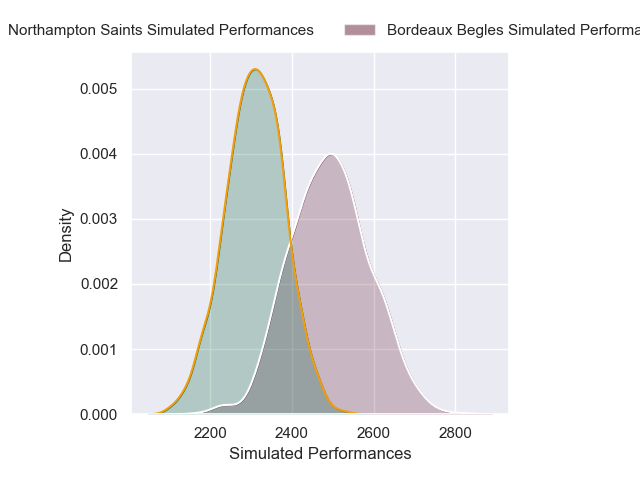 Northampton Saints Simulated Performances
Bordeaux Begles Simulated Performa
0.005
0.004
0.003
0.002
0.001
0.000
Density
2200 2400 2600 2800
Simulated Performances